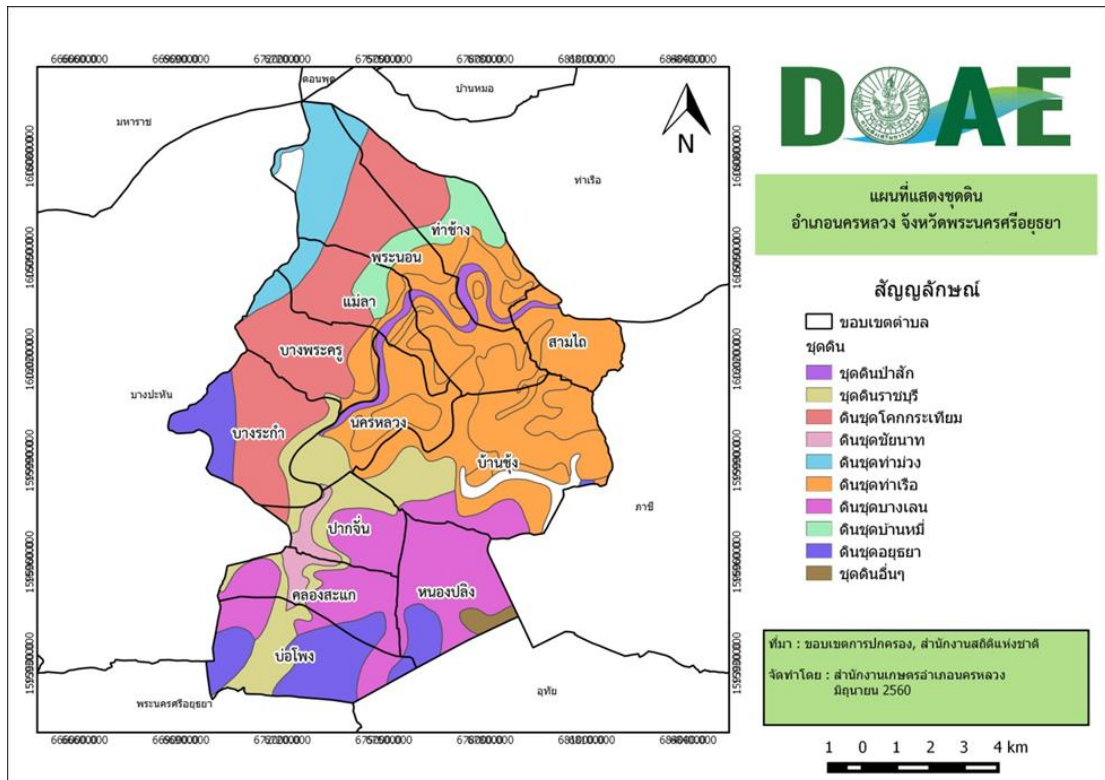 DOAE
แผนที่แสดงชุดดิน
อำเภอนครหลวง จังหวัดพระนครศรีอยุธยา
สัญญลักษณ์
ขอบเขตตำบล
ชุดดิน
ชุดดินป่าสัก
ชุดดินราชบุรี
ดินชุดโคกกระเทียม
ดินชุดชัยนาท
ดินชุดท่าม่วง
ดินชุดท่าเรือ
ดินชุดบางเลน
ดินชุดบ้านหมี่
ดินชุดอยุธยา
ชุดดินอื่นๆ
ที่มา : ขอบเขตการปกครอง, สำนักงานสถิติแห่งชาติ
จัดทำโดย : สำนักงานเกษตรอำเภอนครหลวง
มิถุนายน 2560
1 0 1 2 3 4 km
N
ดอนพุด
บ้านหมอ
มหาราช
ท่าเรือ
ท่าช้าง
พระนอน
แม่ลา
สามไถ
บางพระครู
บางปะหัน
นครหลวง
บางระกำ
บ้านชุ้ง
ภาชี
ปากจั่น
คลองสะแก
หนองปลิง
บ่อโพง
อุทัย
พระนครศรีอยุธยา